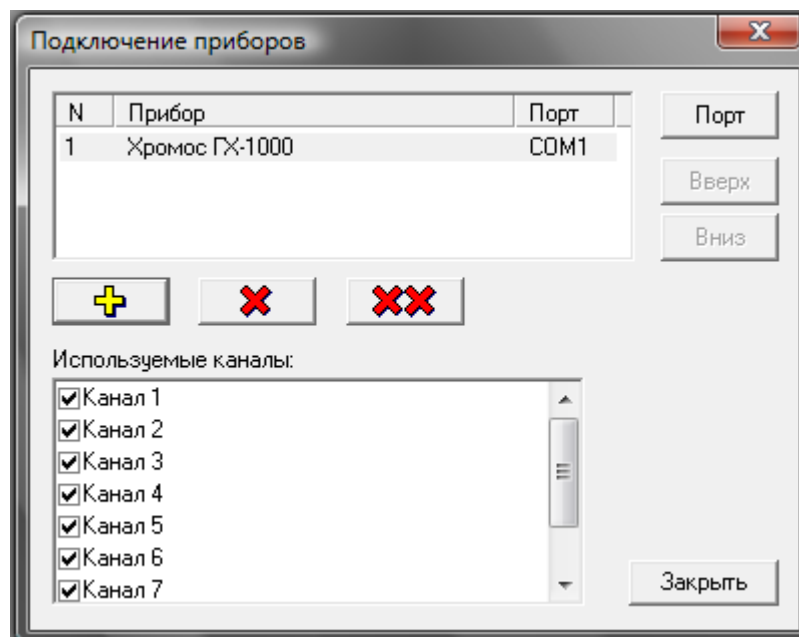 Подключение приборов
N Прибор Порт
1 Хромос ГХ-1000 COM1
Порт
Вверх
Вниз
Используемые каналы:
Канал 1
Канал 2
Канал 3
Канал 4
Канал 5
Канал 6
Канал 7
Закрыть